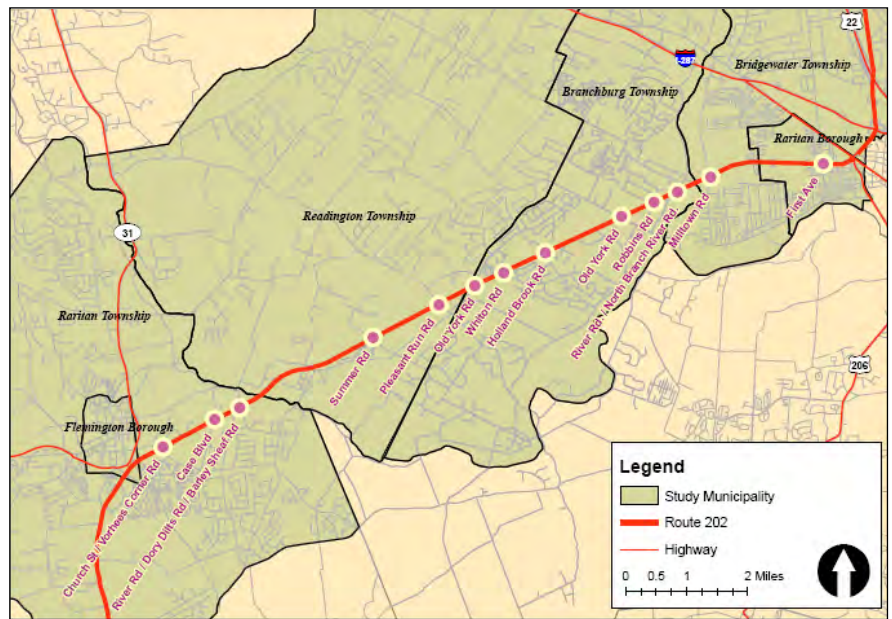 22
I-287
Bridgewater Township
Branchburg Township
Raritan Borough
First Ave
Milltown Rd
River Rd / North Branch River Rd
Robbins Rd
Old York Rd
Readington Township
31
Holland Brook Rd
Whiton Rd
Old York Rd
Pleasant Run Rd
Summer Rd
Raritan Township
206
Flemington Borough
Case Blvd
River Rd / Dory Dilts Rd / Barley Sheaf Rd
Church St / Vorhees Corner Rd
Legend
Study Municipality
Route 202
Highway
0 0.5 1 2 Miles